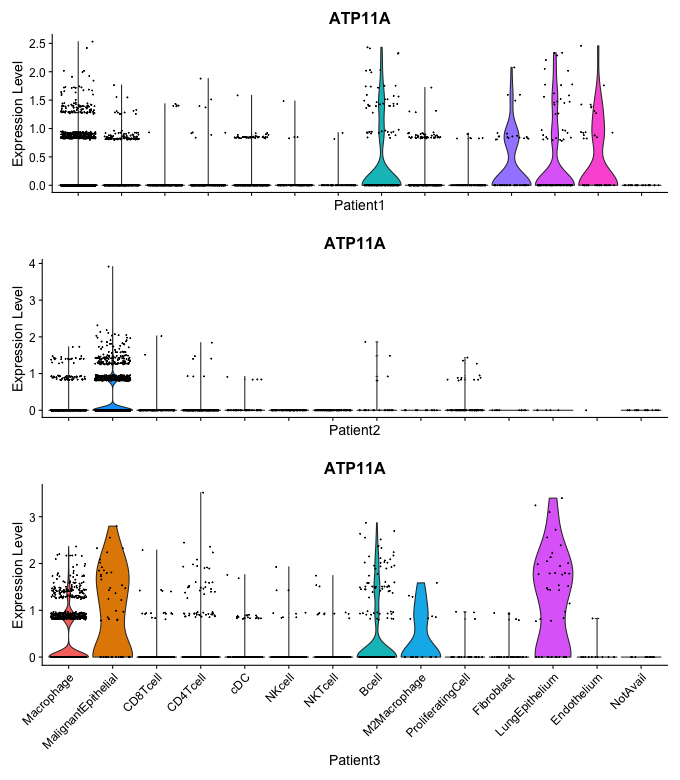 ATP11A
Expression Level
2.5
2.0
1.5
1.0
0.5
0.0
Patient1
ATP11A
Expression Level
4
3
2
1
0
Patient2
ATP11A
Expression Level
3
2
1
0
Macrophage
MalignantEpithelial
CD8Tcell
CD4Tcell
cDC
NKcell
NKTcell
Bcell
M2Macrophage
ProliferatingCell
Fibroblast
LungEpithelium
Endothelium
NotAvail
Patient3